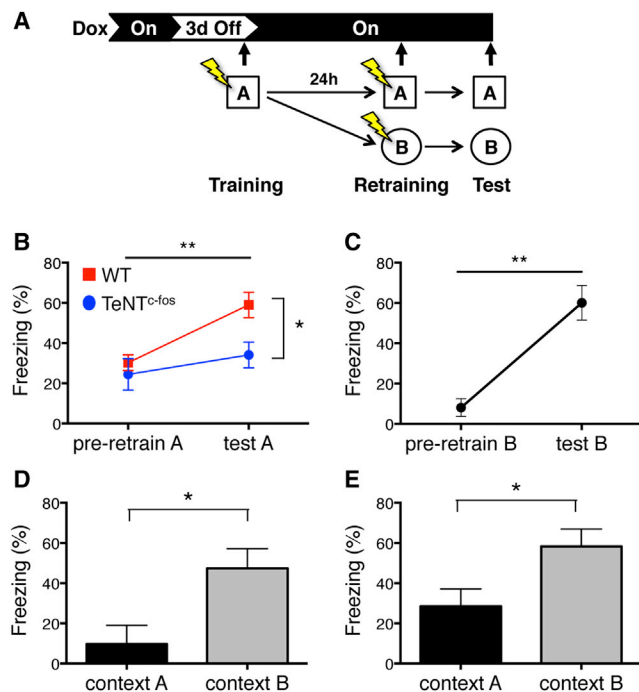 A
Dox On 3d Off On
24h
A A A
B B
Training Retraining Test
B
**
WT
TeNTc-fos
*
Freezing (%)
80
60
40
20
0
pre-retrain A test A
C
**
Freezing (%)
80
60
40
20
0
pre-retrain B test B
D
*
Freezing (%)
80
60
40
20
0
context A context B
E
*
Freezing (%)
80
60
40
20
0
context A context B